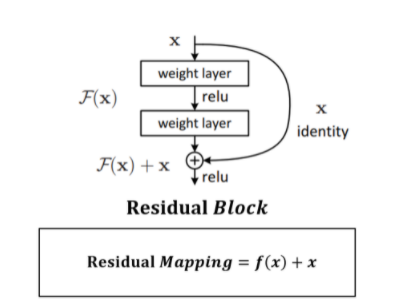 x
weight layer
F(x)
relu
weight layer
x
identity
F(x) + x
relu
Residual Block
Residual Mapping = f(x) + x